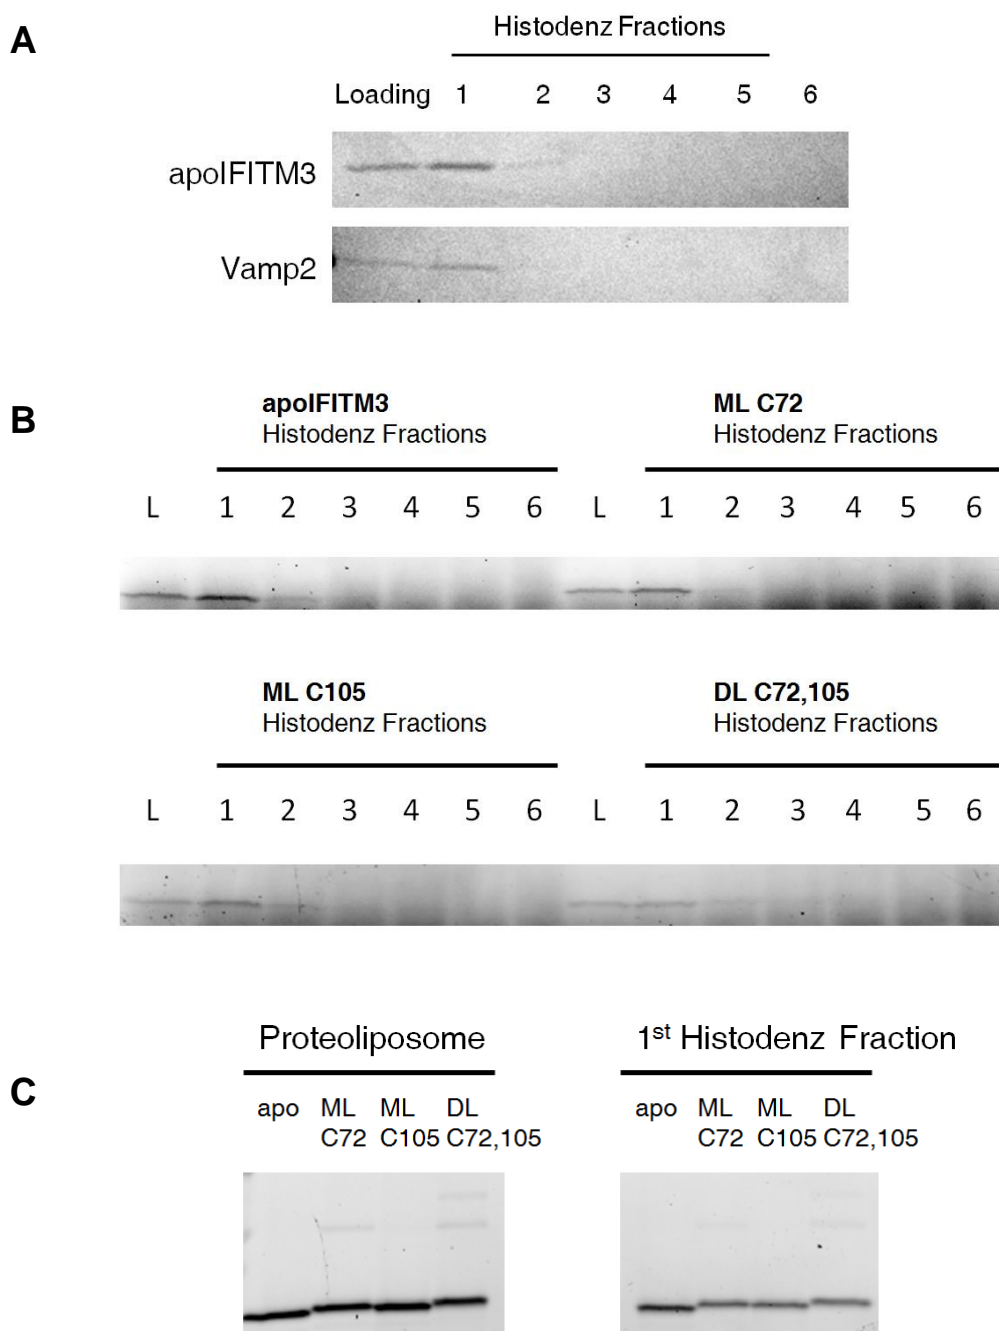 A
Histodenz Fractions
Loading 1 2 3 4 5 6
apoIFITM3
Vamp2
B
apoIFITM3 ML C72
Histodenz Fractions Histodenz Fractions
L 1 2 3 4 5 6 L 1 2 3 4 5 6
ML C105 DL C72,105
Histodenz Fractions Histodenz Fractions
L 1 2 3 4 5 6 L 1 2 3 4 5 6
C
Proteoliposome 1st Histodenz Fraction
apo ML ML DL apo ML ML DL
C72 C105 C72,105 C72 C105 C72,105